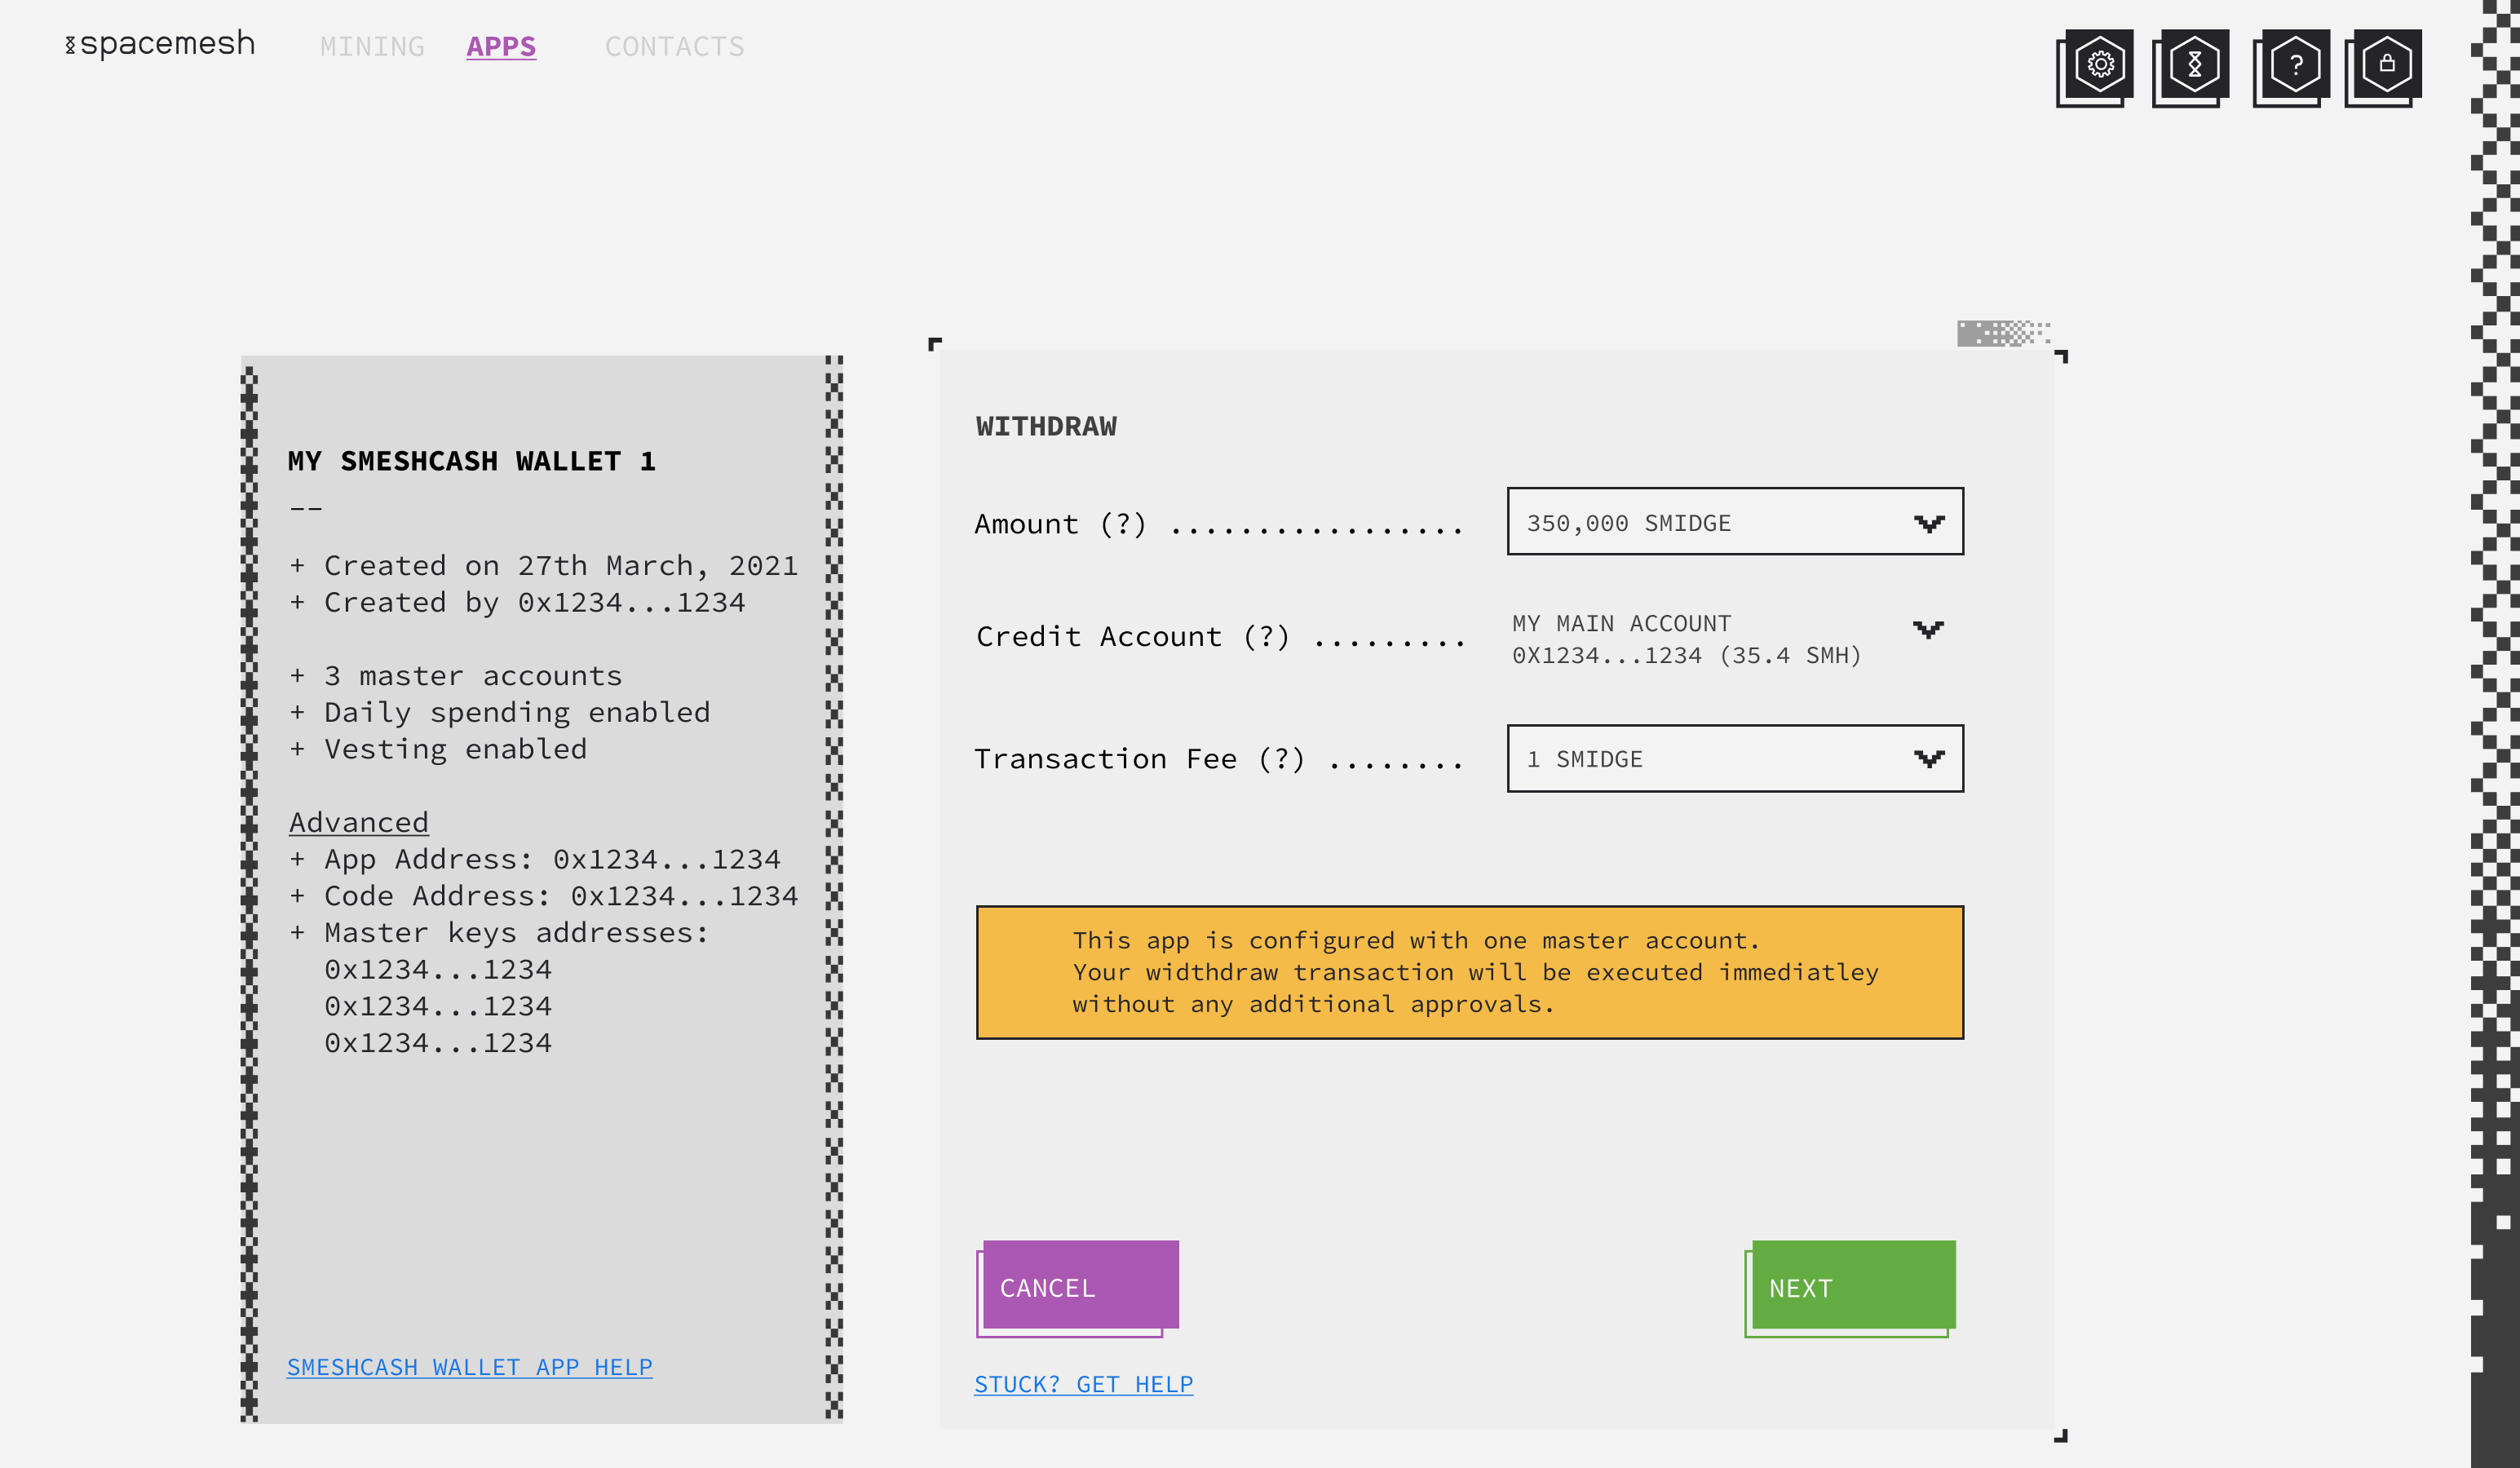 spacemesh
MINING APPS CONTACTS
?
MY SMESHCASH WALLET 1
--
+ Created on 27th March, 2021
+ Created by 0x1234...1234
+ 3 master accounts
+ Daily spending enabled
+ Vesting enabled
Advanced
+ App Address: 0x1234...1234
+ Code Address: 0x1234...1234
+ Master keys addresses:
0x1234...1234
0x1234...1234
0x1234...1234
SMESHCASH WALLET APP HELP
WITHDRAW
Amount (?) ................. 350,000 SMIDGE
Credit Account (?) ......... MY MAIN ACCOUNT
0X1234...1234 (35.4 SMH)
Transaction Fee (?) ........ 1 SMIDGE
This app is configured with one master account.
Your widthdraw transaction will be executed immediatley
without any additional approvals.
CANCEL NEXT
STUCK? GET HELP